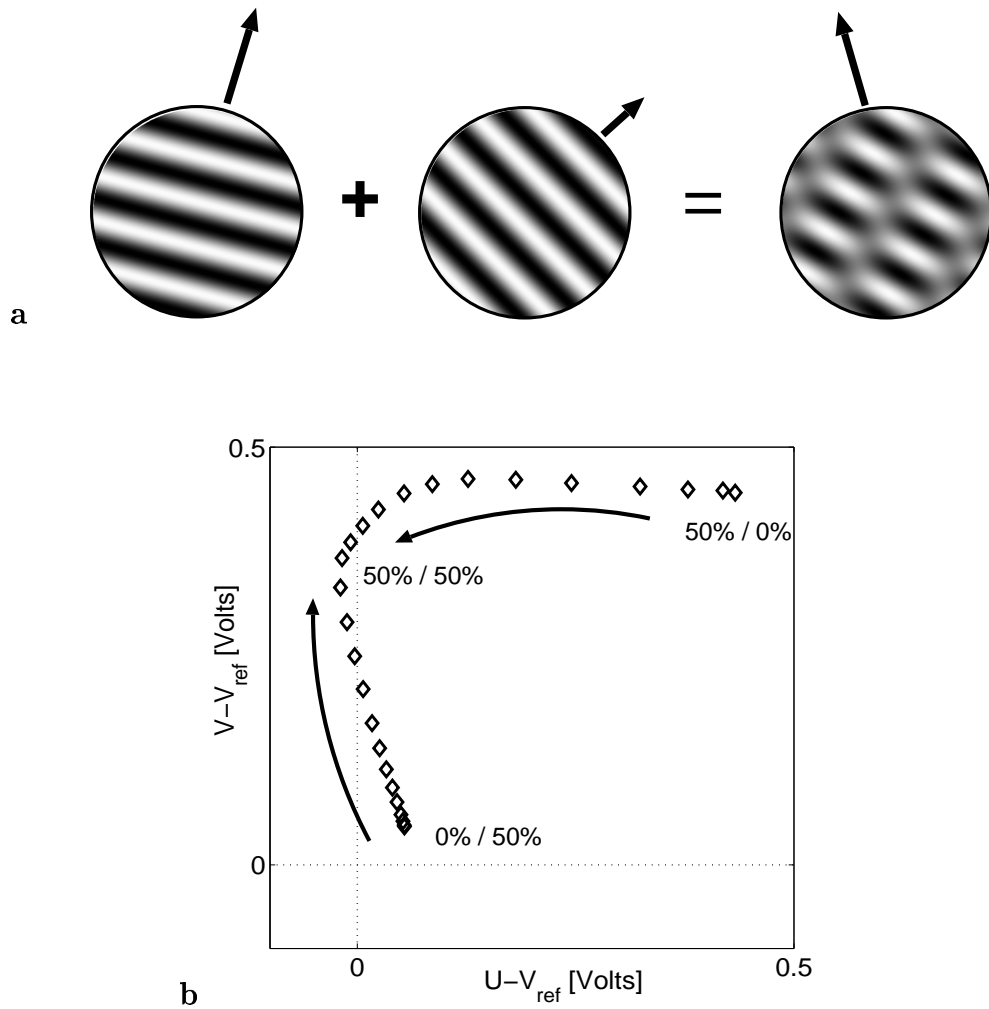 + =
a
0.5
50% / 0%
50% / 50%
V−V_ref [Volts]
0% / 50%
0
0 0.5
U−V_ref [Volts]
b